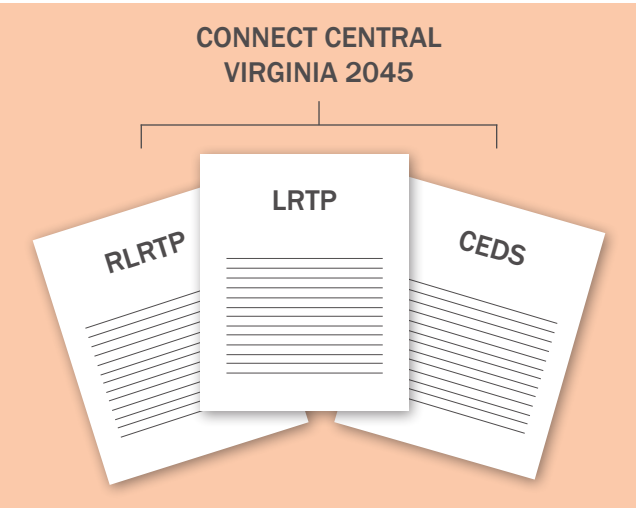 CONNECT CENTRAL
VIRGINIA 2045
RLRTP
LRTP
CEDS